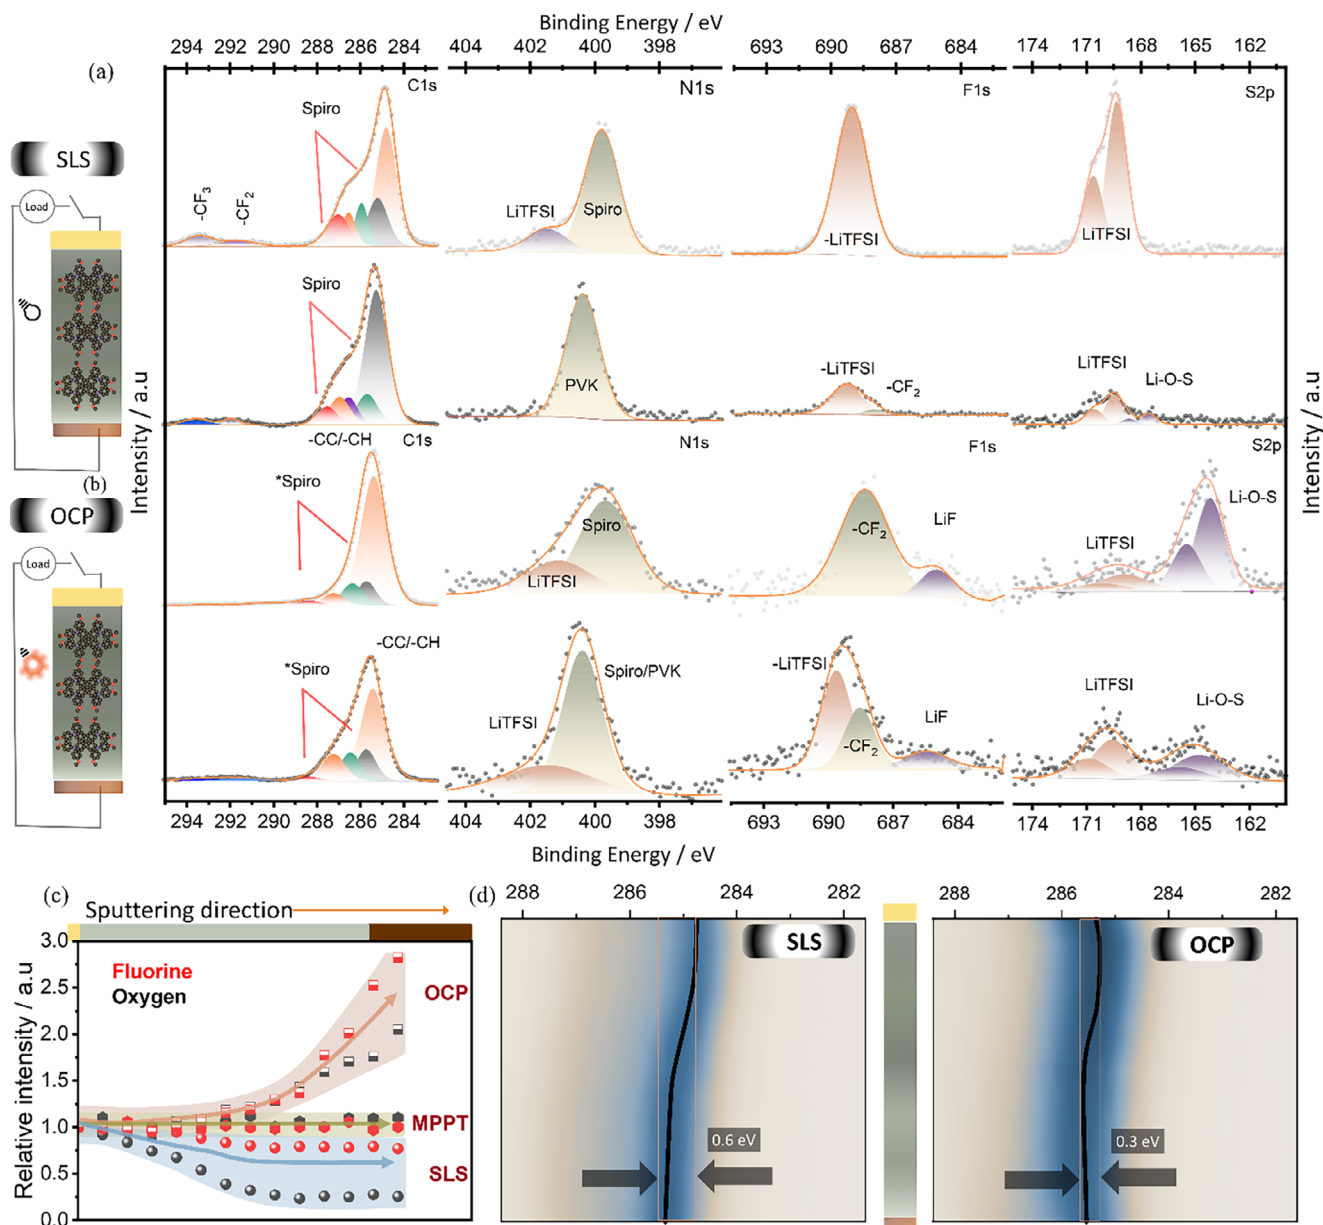 Binding Energy / eV
294 292 290 288 286 284
404 402 400 398
693 690 687 684
174 171 168 165 162
(a)
C1s
N1s
F1s
S2p
Spiro
SLS
-CF3
-CF2
LiTFSI
Spiro
-LiTFSI
LiTFSI
Load
Spiro
PVK
-LiTFSI
-CF2
LiTFSI
Li-O-S
Intensity / a.u
Intensity / a.u
-CC/-CH
C1s
N1s
F1s
S2p
(b)
OCP
*Spiro
Spiro
LiTFSI
-CF2
LiF
LiTFSI
Li-O-S
Load
-CC/-CH
*Spiro
LiTFSI
Spiro/PVK
-LiTFSI
-CF2
LiF
LiTFSI
Li-O-S
294 292 290 288 286 284
404 402 400 398
693 690 687 684
174 171 168 165 162
Binding Energy / eV
(c)
Sputtering direction
Relative intensity / a.u
3.0
2.5
2.0
1.5
1.0
0.5
0.0
Fluorine
Oxygen
OCP
MPPT
SLS
(d)
288 286 284 282
SLS
0.6 eV
288 286 284 282
OCP
0.3 eV